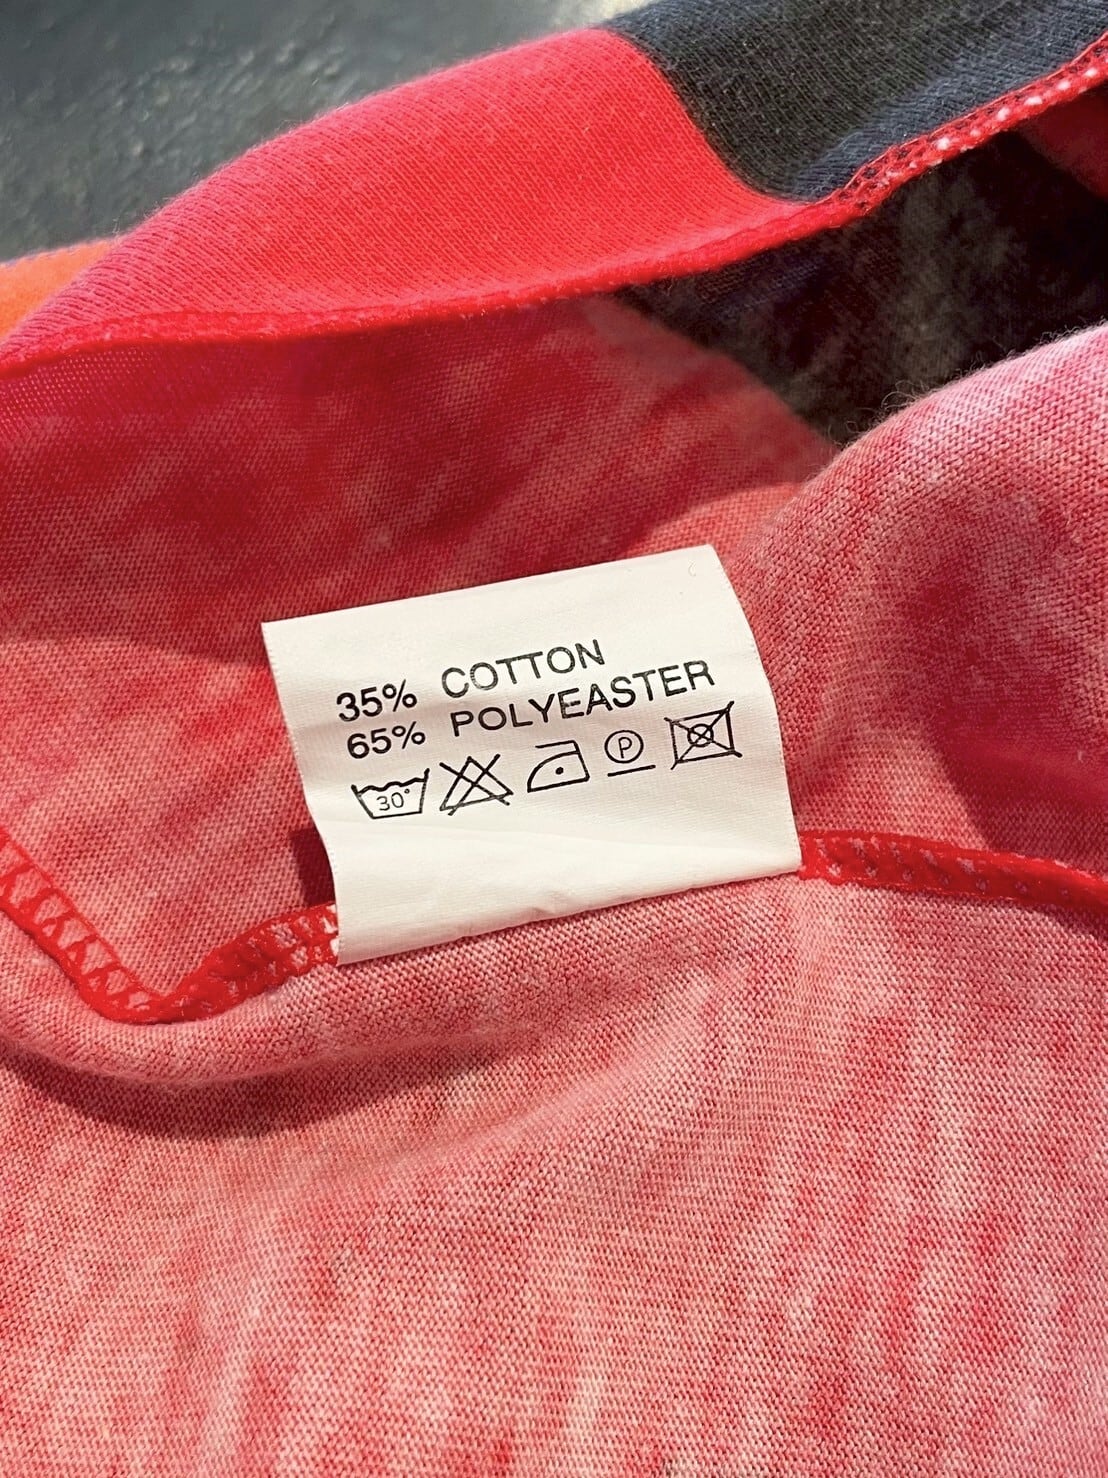 35% COTTON
65% POLYEASTER
30° P